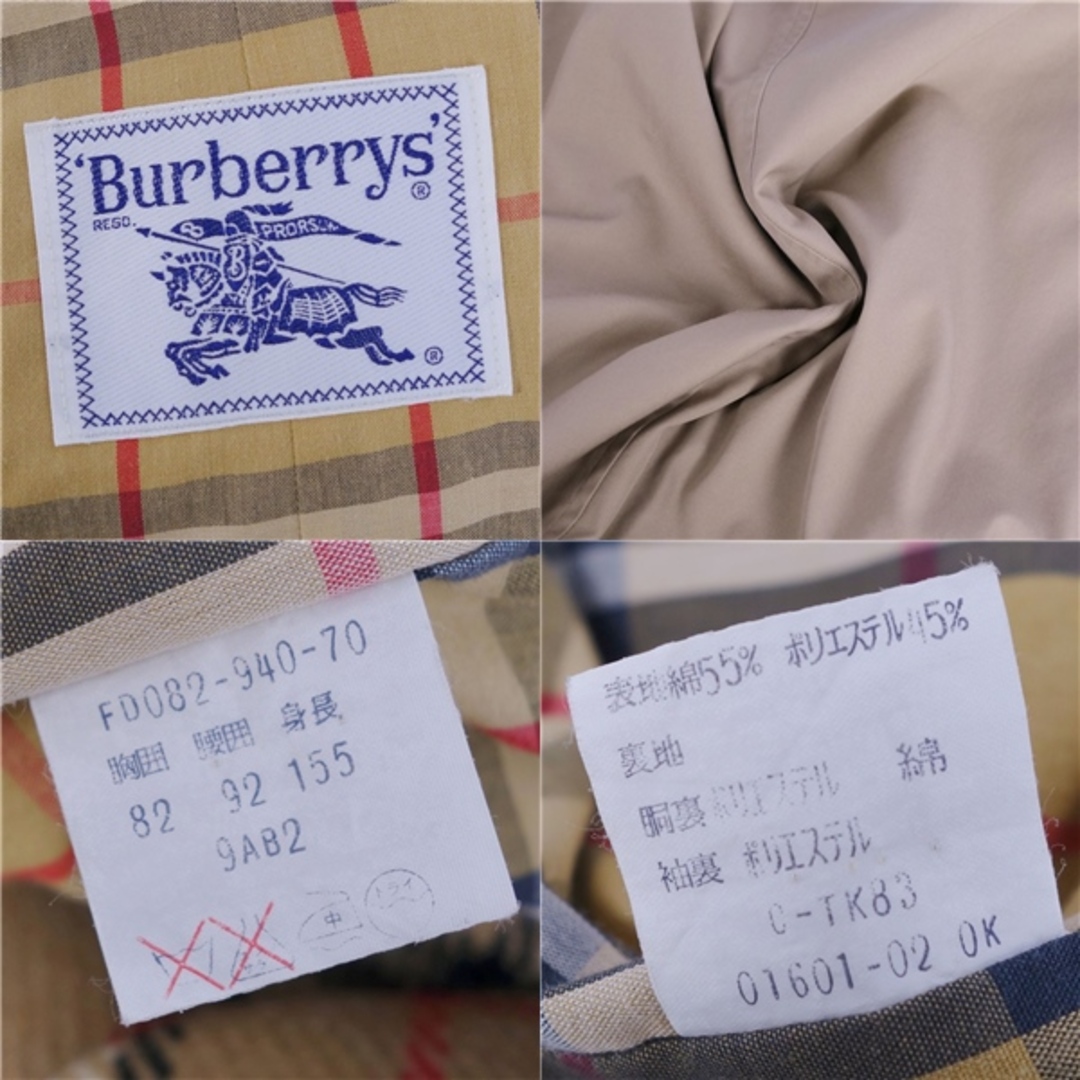 'Burberrys'
®
REGD.
PRORSUM
®
FD082-940-70
胸囲 腰囲 身長
82 92 155
9AB2
中
ドライ
表地綿55% ポリエステル45%
裏地
胴裏ポリエステル 綿
袖裏 ポリエステル
C-TK83
01601-02 OK